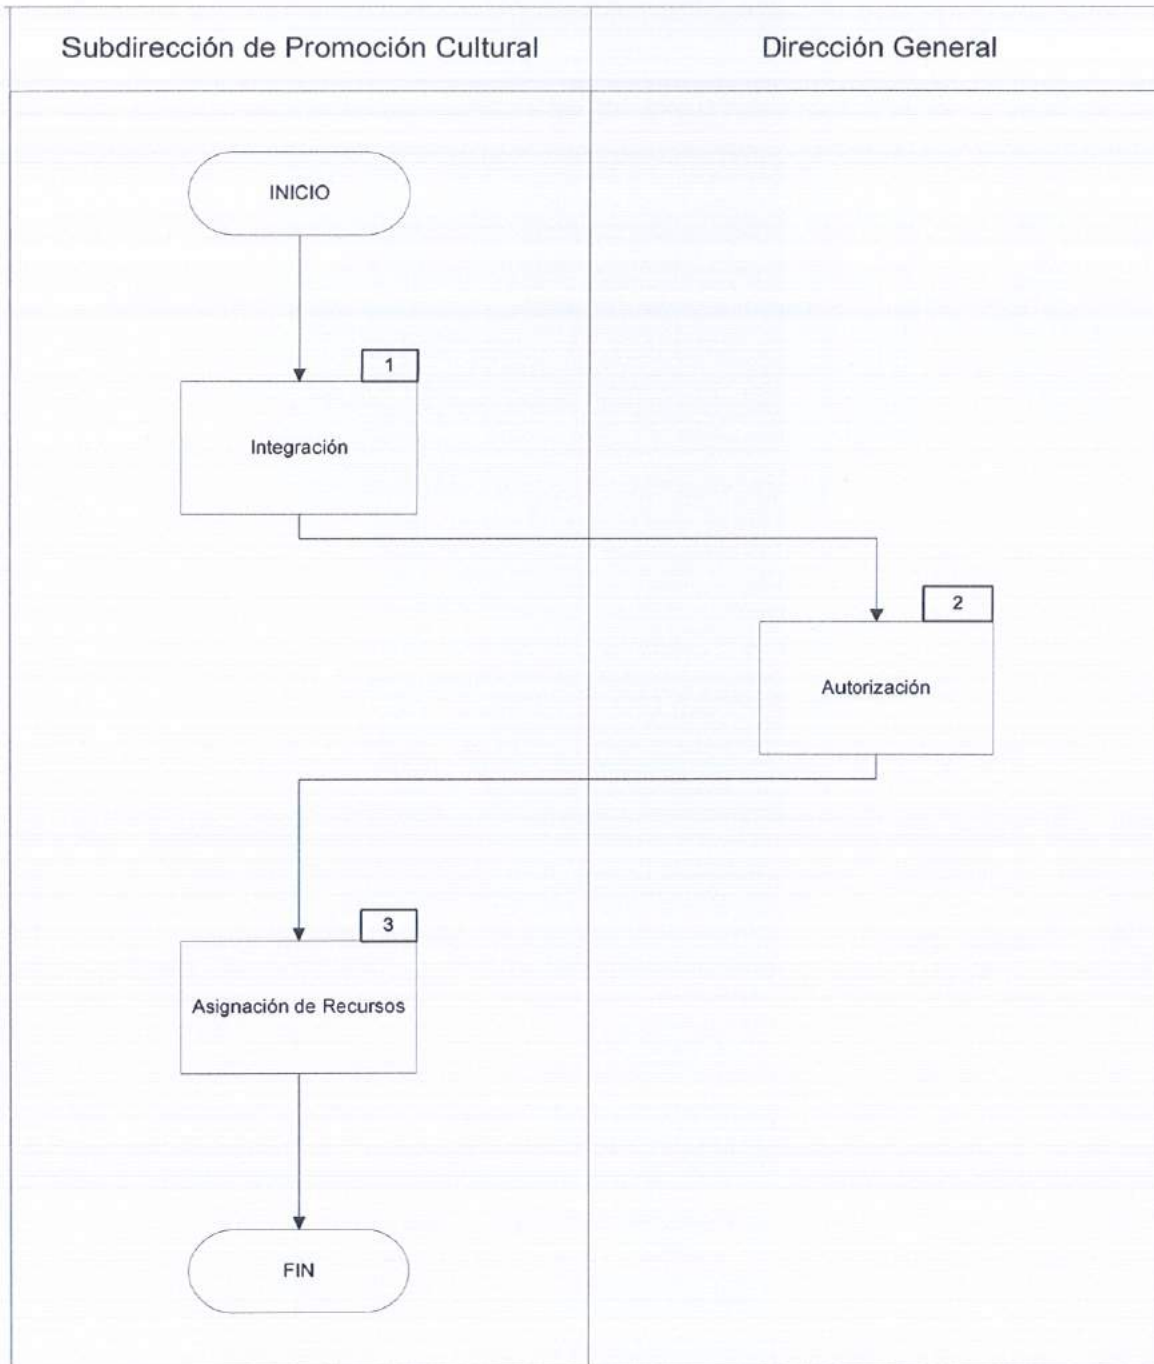 Subdirección de Promoción Cultural
Dirección General
INICIO
1
Integración
2
Autorización
3
Asignación de Recursos
FIN